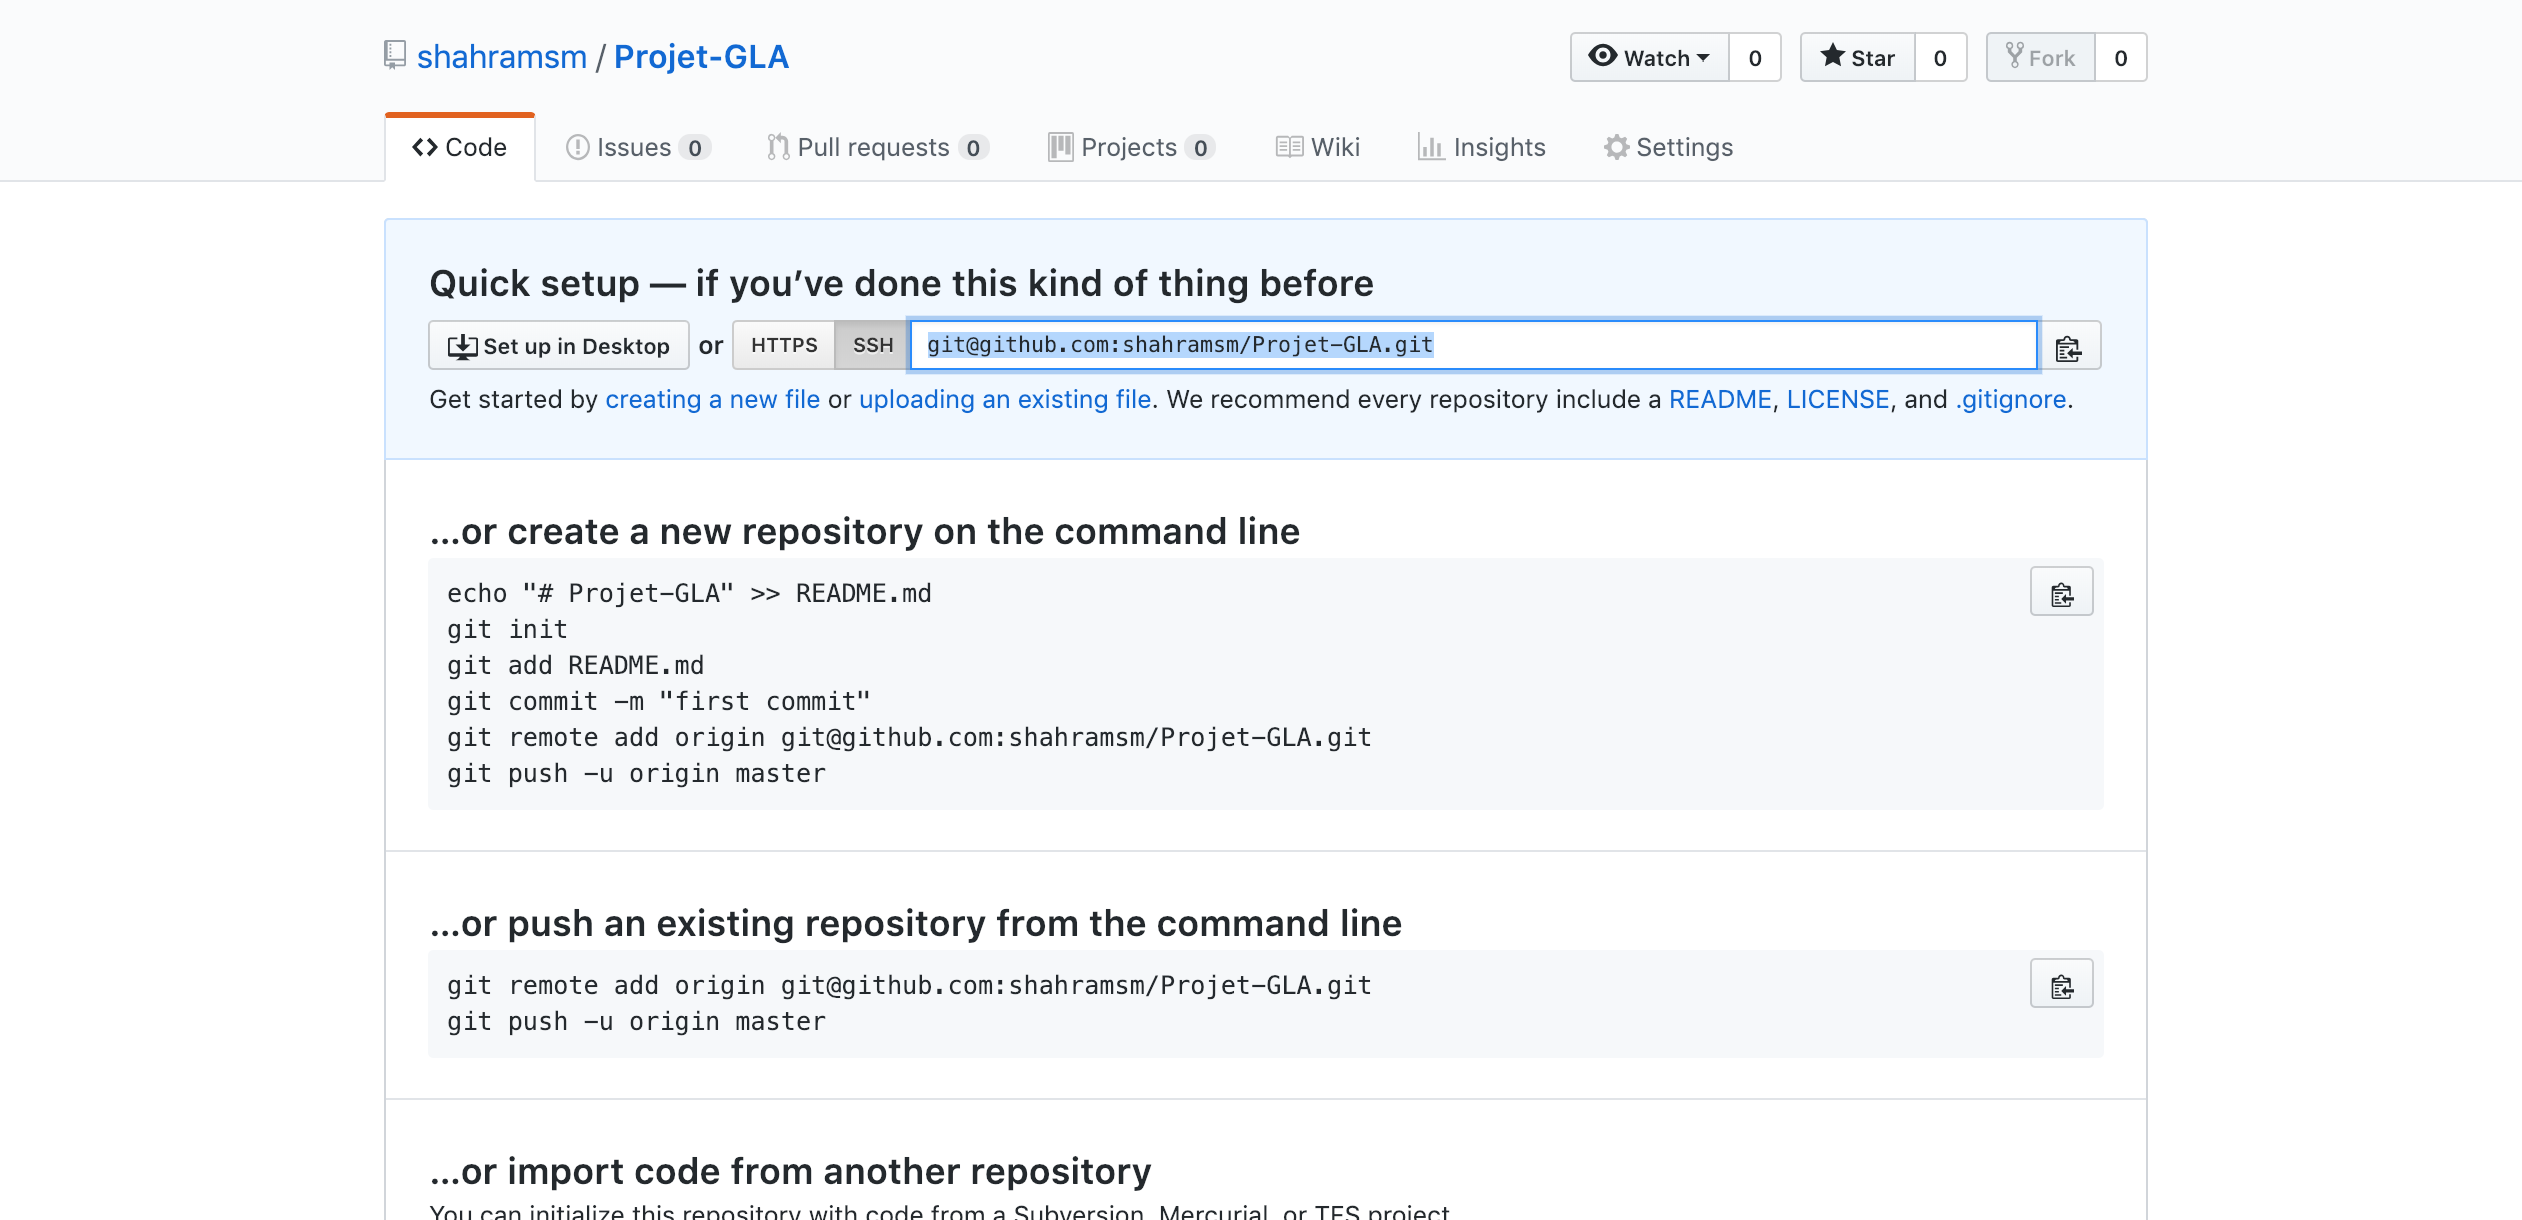 shahramsm / Projet-GLA
Watch 0 Star 0 Fork 0
Code Issues 0 Pull requests 0 Projects 0 Wiki Insights Settings
Quick setup — if you’ve done this kind of thing before
Set up in Desktop or HTTPS SSH git@github.com:shahramsm/Projet-GLA.git
Get started by creating a new file or uploading an existing file. We recommend every repository include a README, LICENSE, and .gitignore.
…or create a new repository on the command line
echo "# Projet-GLA" >> README.md
git init
git add README.md
git commit -m "first commit"
git remote add origin git@github.com:shahramsm/Projet-GLA.git
git push -u origin master
…or push an existing repository from the command line
git remote add origin git@github.com:shahramsm/Projet-GLA.git
git push -u origin master
…or import code from another repository
You can initialize this repository with code from a Subversion, Mercurial, or TFS project.